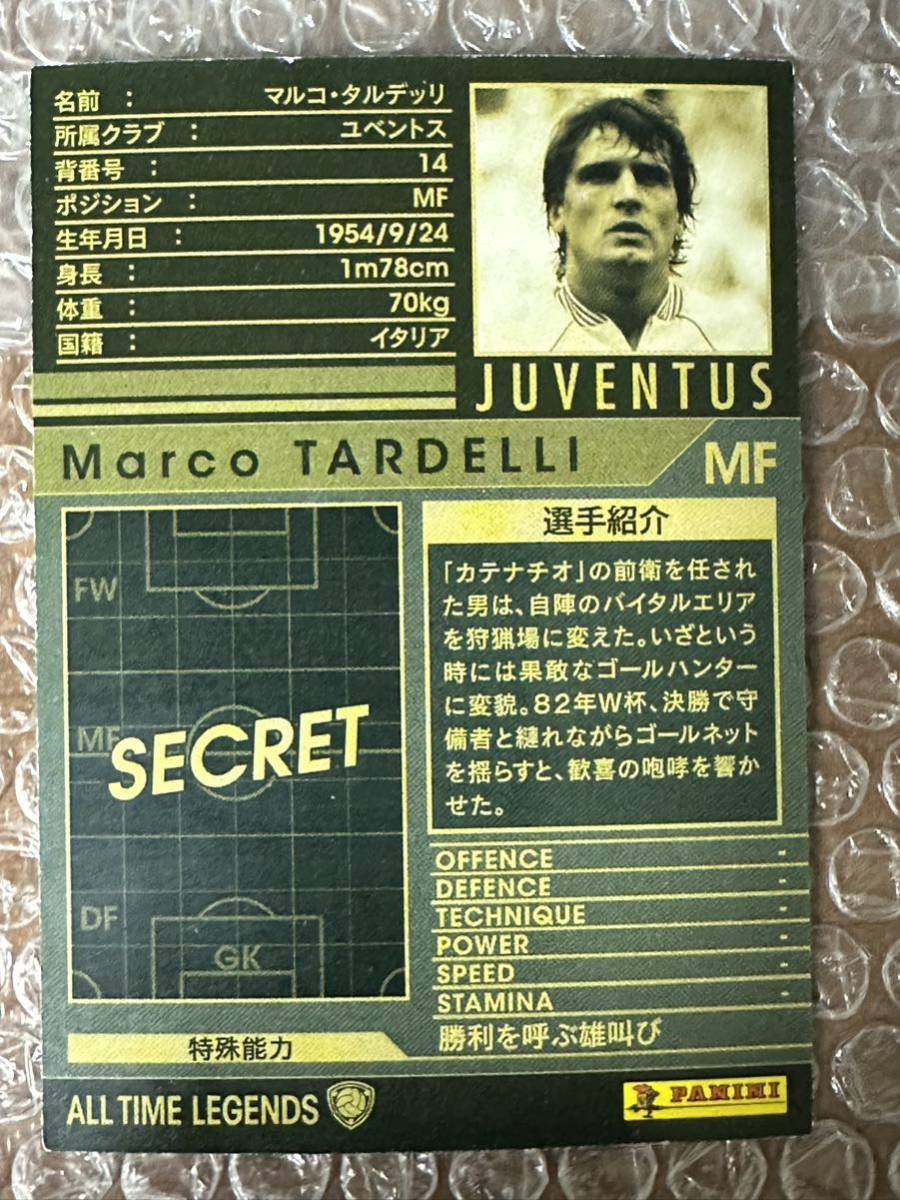 名前 : マルコ・タルデッリ
所属クラブ : ユベントス
背番号 : 14
ポジション : MF
生年月日 : 1954/9/24
身長 : 1m78cm
体重 : 70kg
国籍 : イタリア
JUVENTUS
Marco TARDELLI
MF
FW
MF
SECRET
DF
GK
選手紹介
「カテナチオ」の前衛を任され
た男は、自陣のバイタルエリア
を狩猟場に変えた。いざという
時には果敢なゴールハンター
に変貌。82年W杯、決勝で守
備者と縺れながらゴールネット
を揺らすと、歓喜の咆哮を響か
せた。
OFFENCE -
DEFENCE -
TECHNIQUE -
POWER -
SPEED -
STAMINA -
特殊能力
勝利を呼ぶ雄叫び
ALL TIME LEGENDS
PANINI